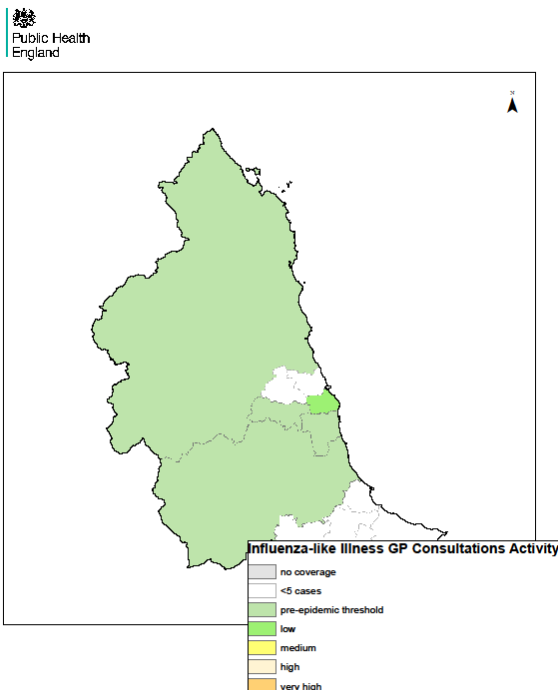 Public Health
England
N
Influenza-like Illness GP Consultations Activity
no coverage
<5 cases
pre-epidemic threshold
low
medium
high
very high